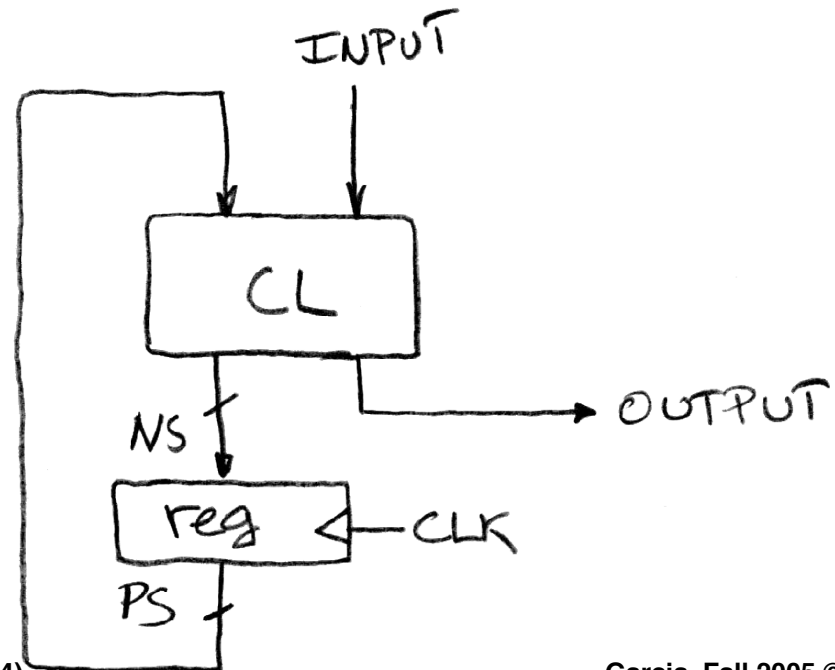 INPUT
CL
OUTPUT
NS
reg
CLK
PS
4)
Garcia, Fall 2005 ©